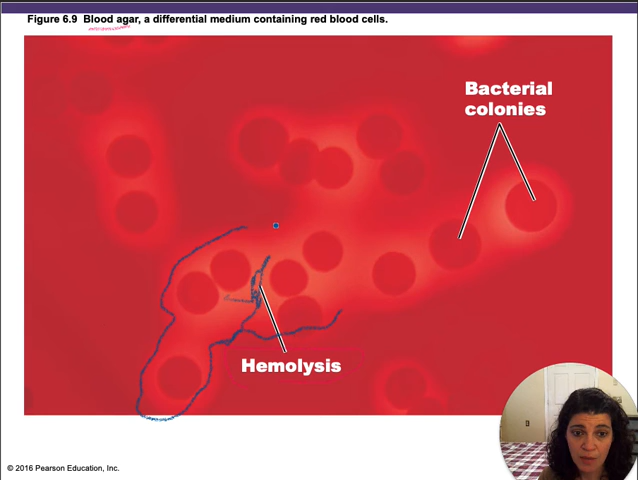 Figure 6.9 Blood agar, a differential medium containing red blood cells.
Bacterial
colonies
Hemolysis
© 2016 Pearson Education, Inc.